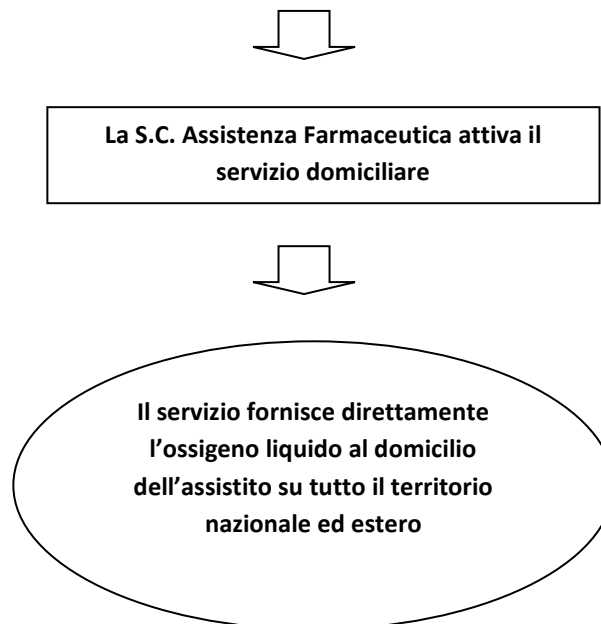 La S.C. Assistenza Farmaceutica attiva il
servizio domiciliare
Il servizio fornisce direttamente
l’ossigeno liquido al domicilio
dell’assistito su tutto il territorio
nazionale ed estero